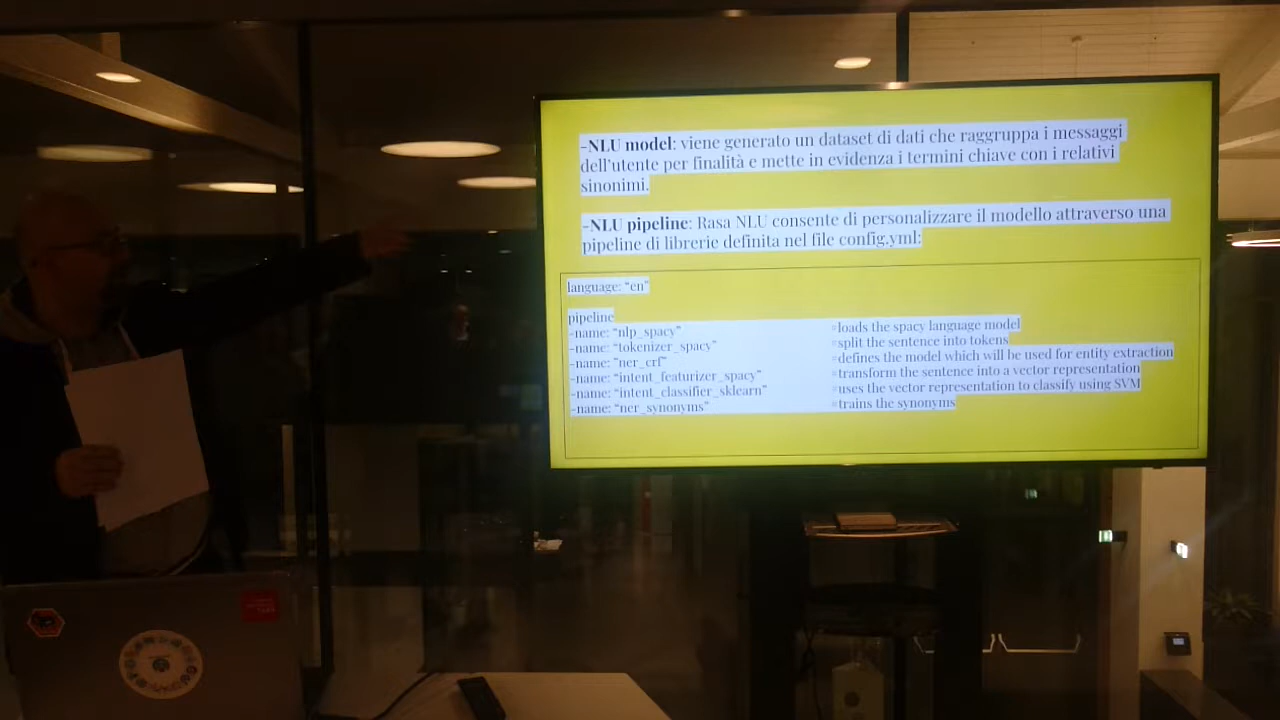 -NLU model: viene generato un dataset di dati che raggruppa i messaggi
dell'utente per finalità e mette in evidenza i termini chiave con i relativi
sinonimi.
-NLU pipeline: Rasa NLU consente di personalizzare il modello attraverso una
pipeline di librerie definita nel file config.yml:
language: “en”
pipeline
-name: “nlp_spacy” #loads the spacy language model
-name: “tokenizer_spacy” #split the sentence into tokens
-name: “ner_crf” #defines the model which will be used for entity extraction
-name: “intent_featurizer_spacy” #transform the sentence into a vector representation
-name: “intent_classifier_sklearn” #uses the vector representation to classify using SVM
-name: “ner_synonyms” #trains the synonyms